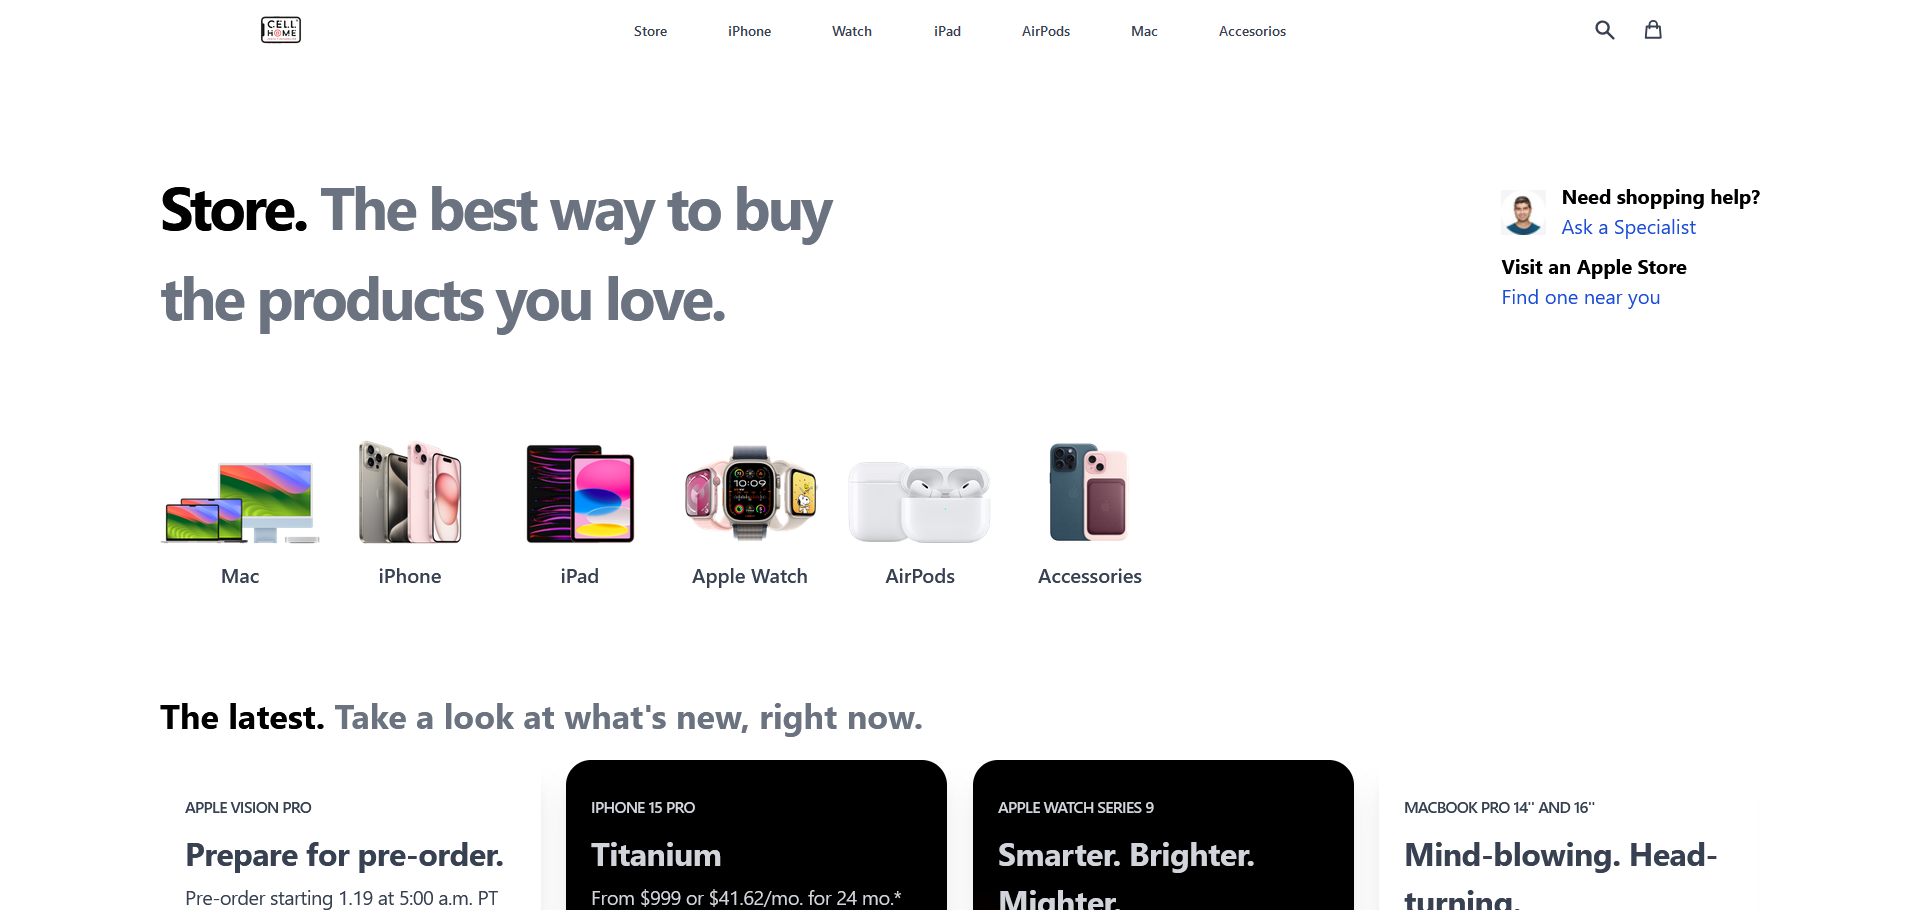 CELL
HOME
Store
iPhone
Watch
iPad
AirPods
Mac
Accesorios
Store. The best way to buy
the products you love.
Need shopping help?
Ask a Specialist
Visit an Apple Store
Find one near you
10:09
Mac
iPhone
iPad
Apple Watch
AirPods
Accessories
The latest. Take a look at what's new, right now.
APPLE VISION PRO
Prepare for pre-order.
Pre-order starting 1.19 at 5:00 a.m. PT
IPHONE 15 PRO
Titanium
From $999 or $41.62/mo. for 24 mo.*
APPLE WATCH SERIES 9
Smarter. Brighter.
Mighter.
MACBOOK PRO 14" AND 16"
Mind-blowing. Head-
turning.